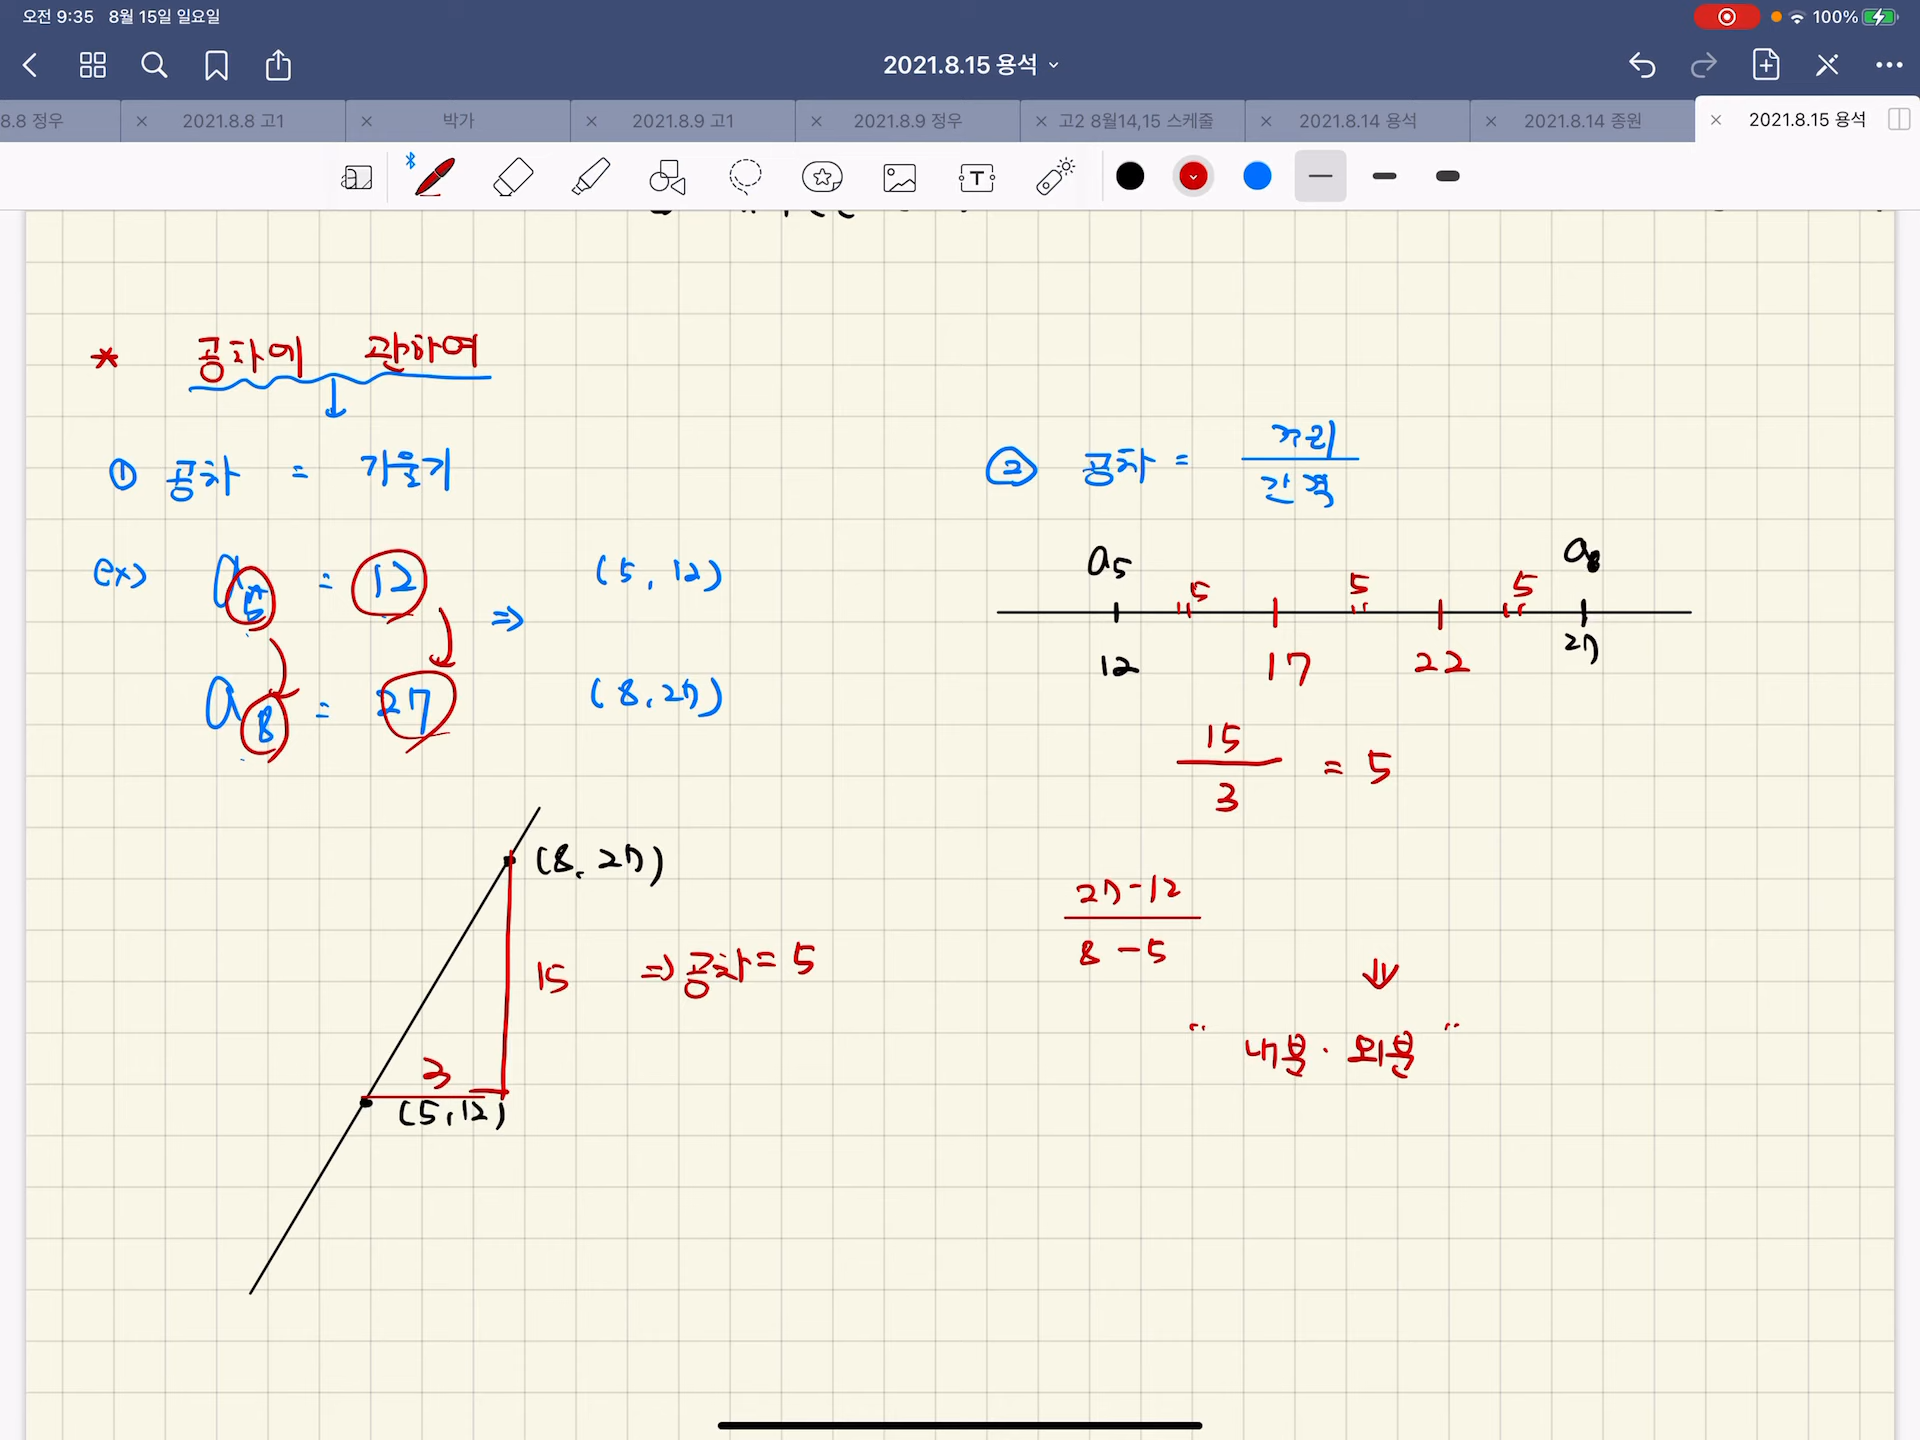 오전 9:35 8월 15일 일요일
100%
2021.8.15 용석
8.8 정우
2021.8.8 고1
박가
2021.8.9 고1
2021.8.9 정우
고2 8월14,15 스케줄
2021.8.14 용석
2021.8.14 종원
2021.8.15 용석
* 공차에 관하여
↓
① 공차 = 기울기
ex) a5 = 12 ⇒ (5, 12)
a8 = 27 (8, 27)
(8, 27)
15 ⇒ 공차 = 5
3
(5, 12)
② 공차 = 거리/간격
a5 a8
5 5 5
12 17 22 27
15/3 = 5
27-12
8-5
⇓
"내분·외분"